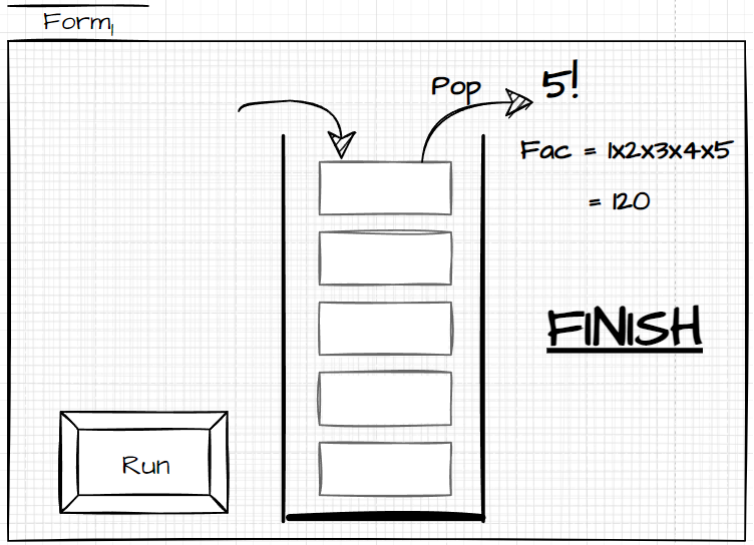 Form1
Pop
5!
Fac = 1x2x3x4x5
= 120
FINISH
Run